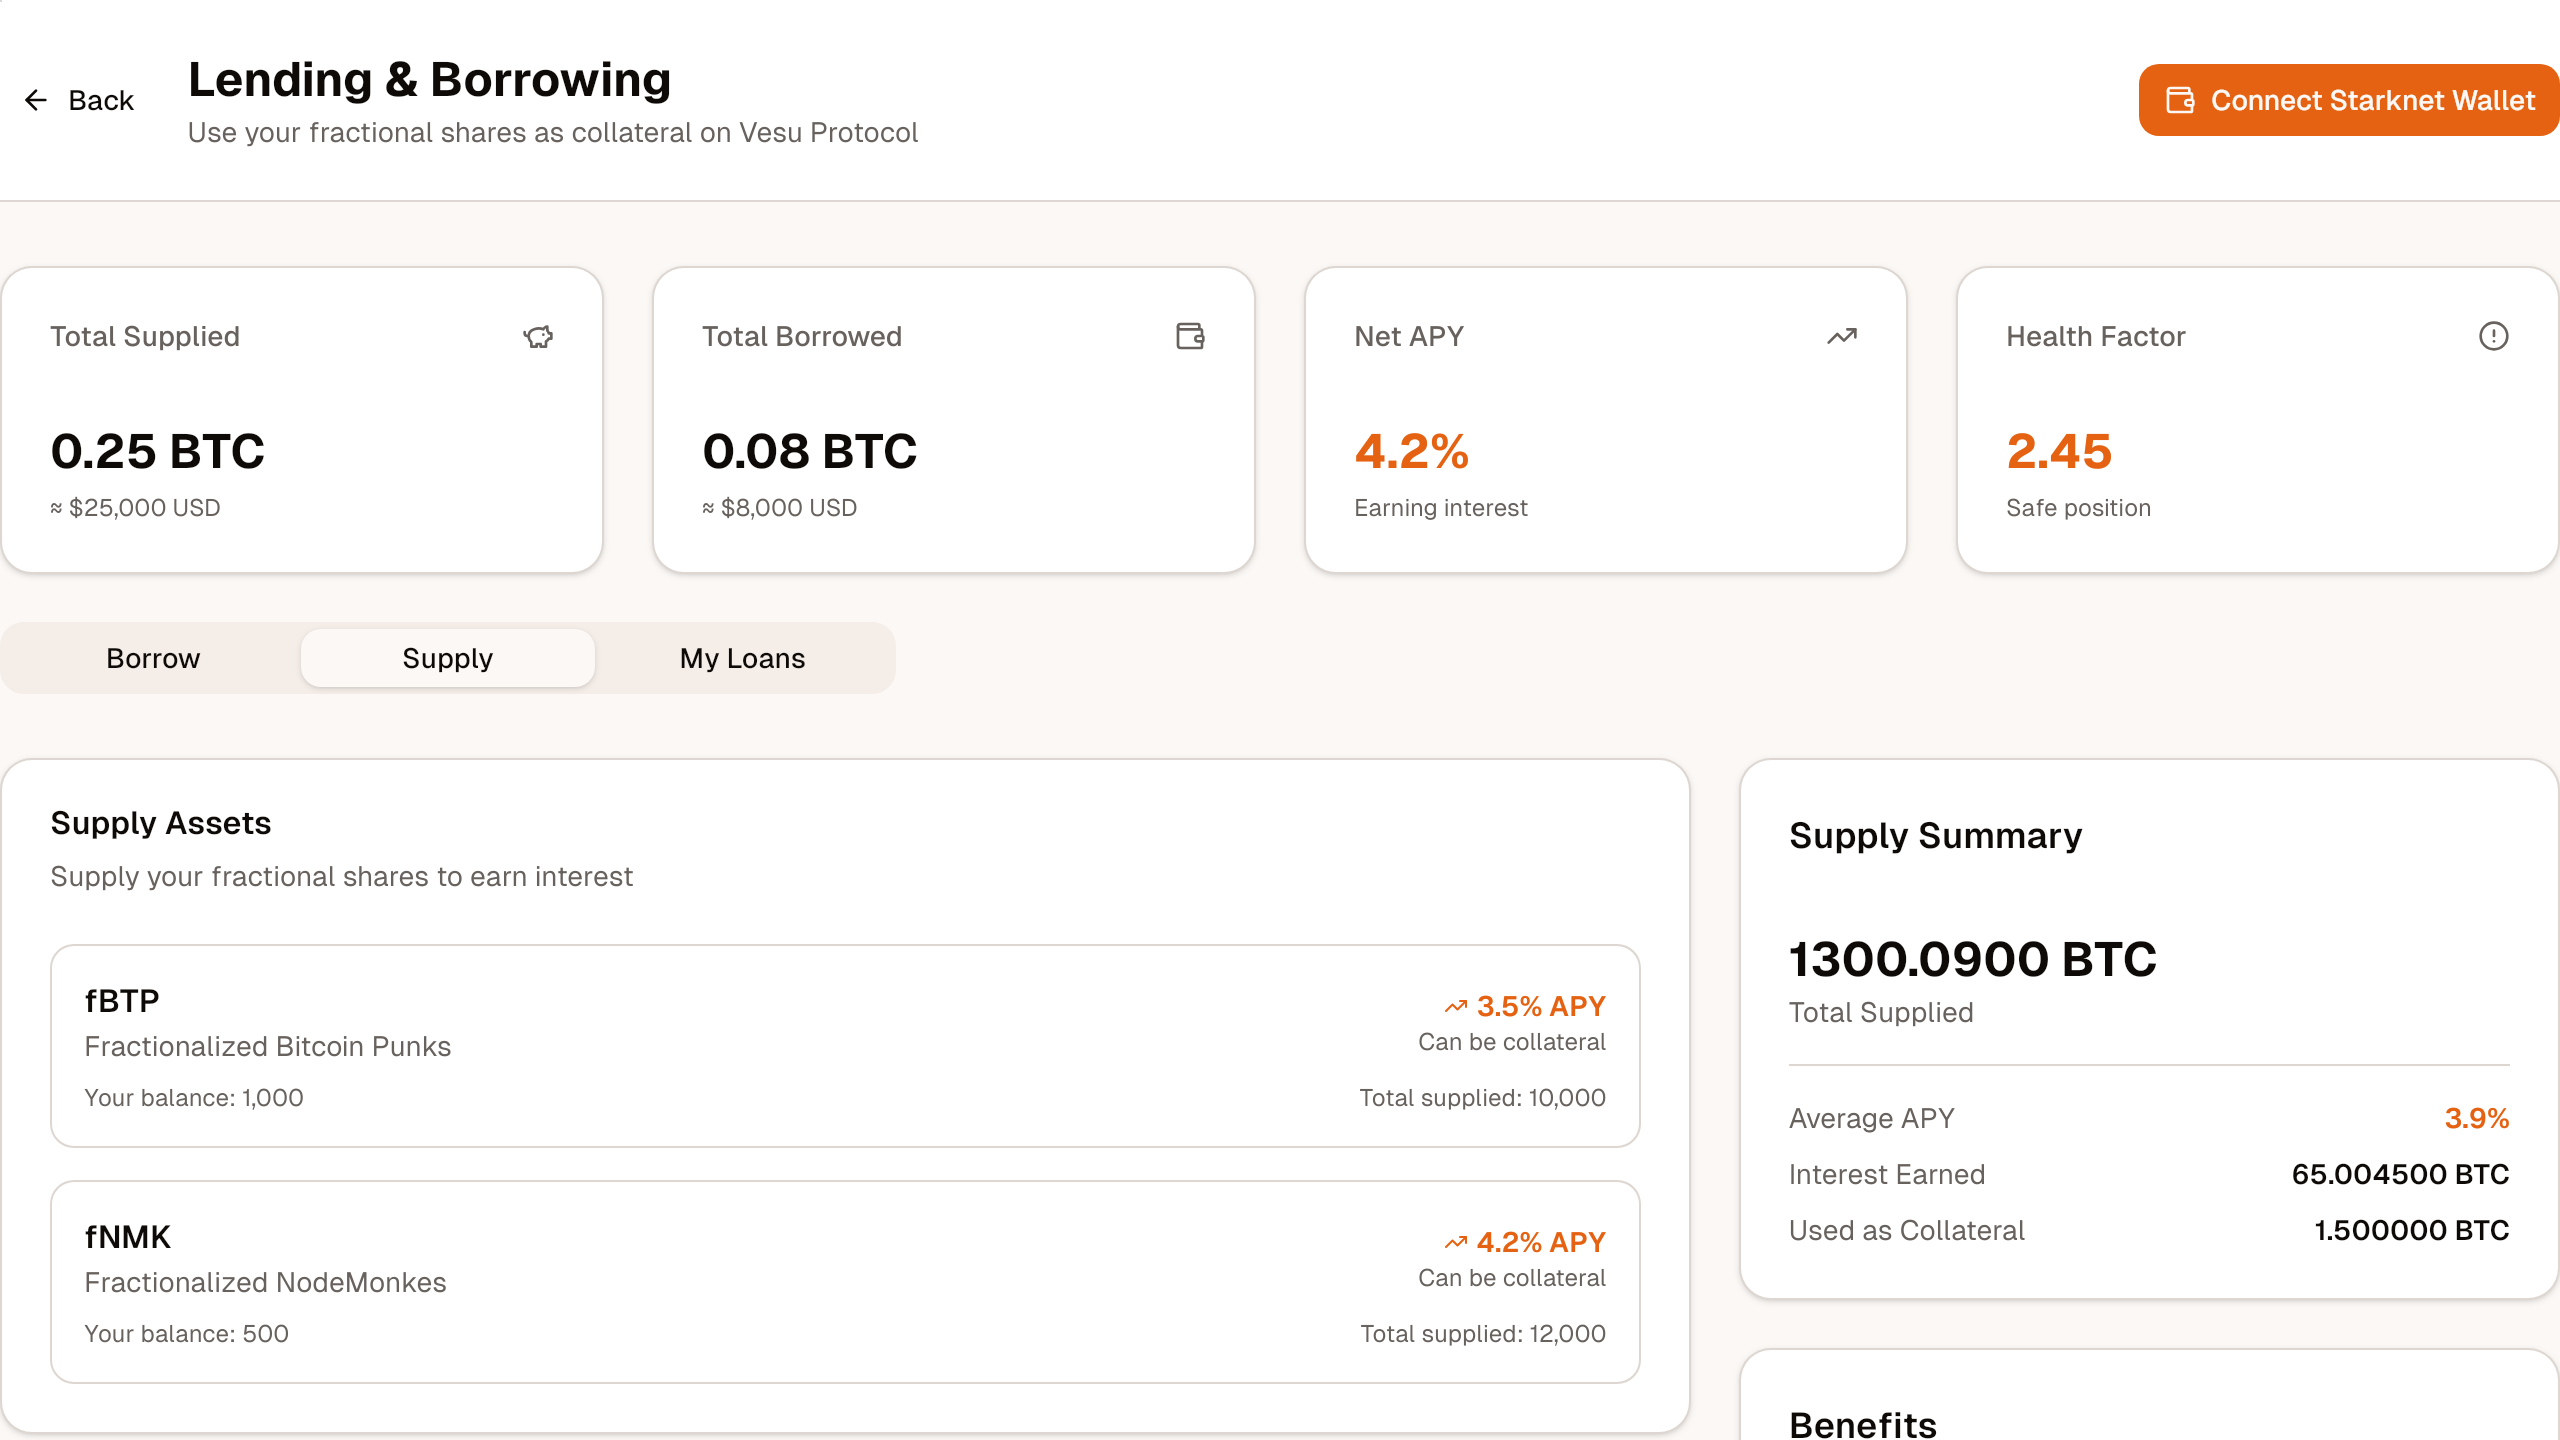 Back
Lending & Borrowing
Use your fractional shares as collateral on Vesu Protocol
Connect Starknet Wallet
Total Supplied
0.25 BTC
≈ $25,000 USD
Total Borrowed
0.08 BTC
≈ $8,000 USD
Net APY
4.2%
Earning interest
Health Factor
2.45
Safe position
Borrow
Supply
My Loans
Supply Assets
Supply your fractional shares to earn interest
fBTP
Fractionalized Bitcoin Punks
Your balance: 1,000
3.5% APY
Can be collateral
Total supplied: 10,000
fNMK
Fractionalized NodeMonkes
Your balance: 500
4.2% APY
Can be collateral
Total supplied: 12,000
Supply Summary
1300.0900 BTC
Total Supplied
Average APY 3.9%
Interest Earned 65.004500 BTC
Used as Collateral 1.500000 BTC
Benefits